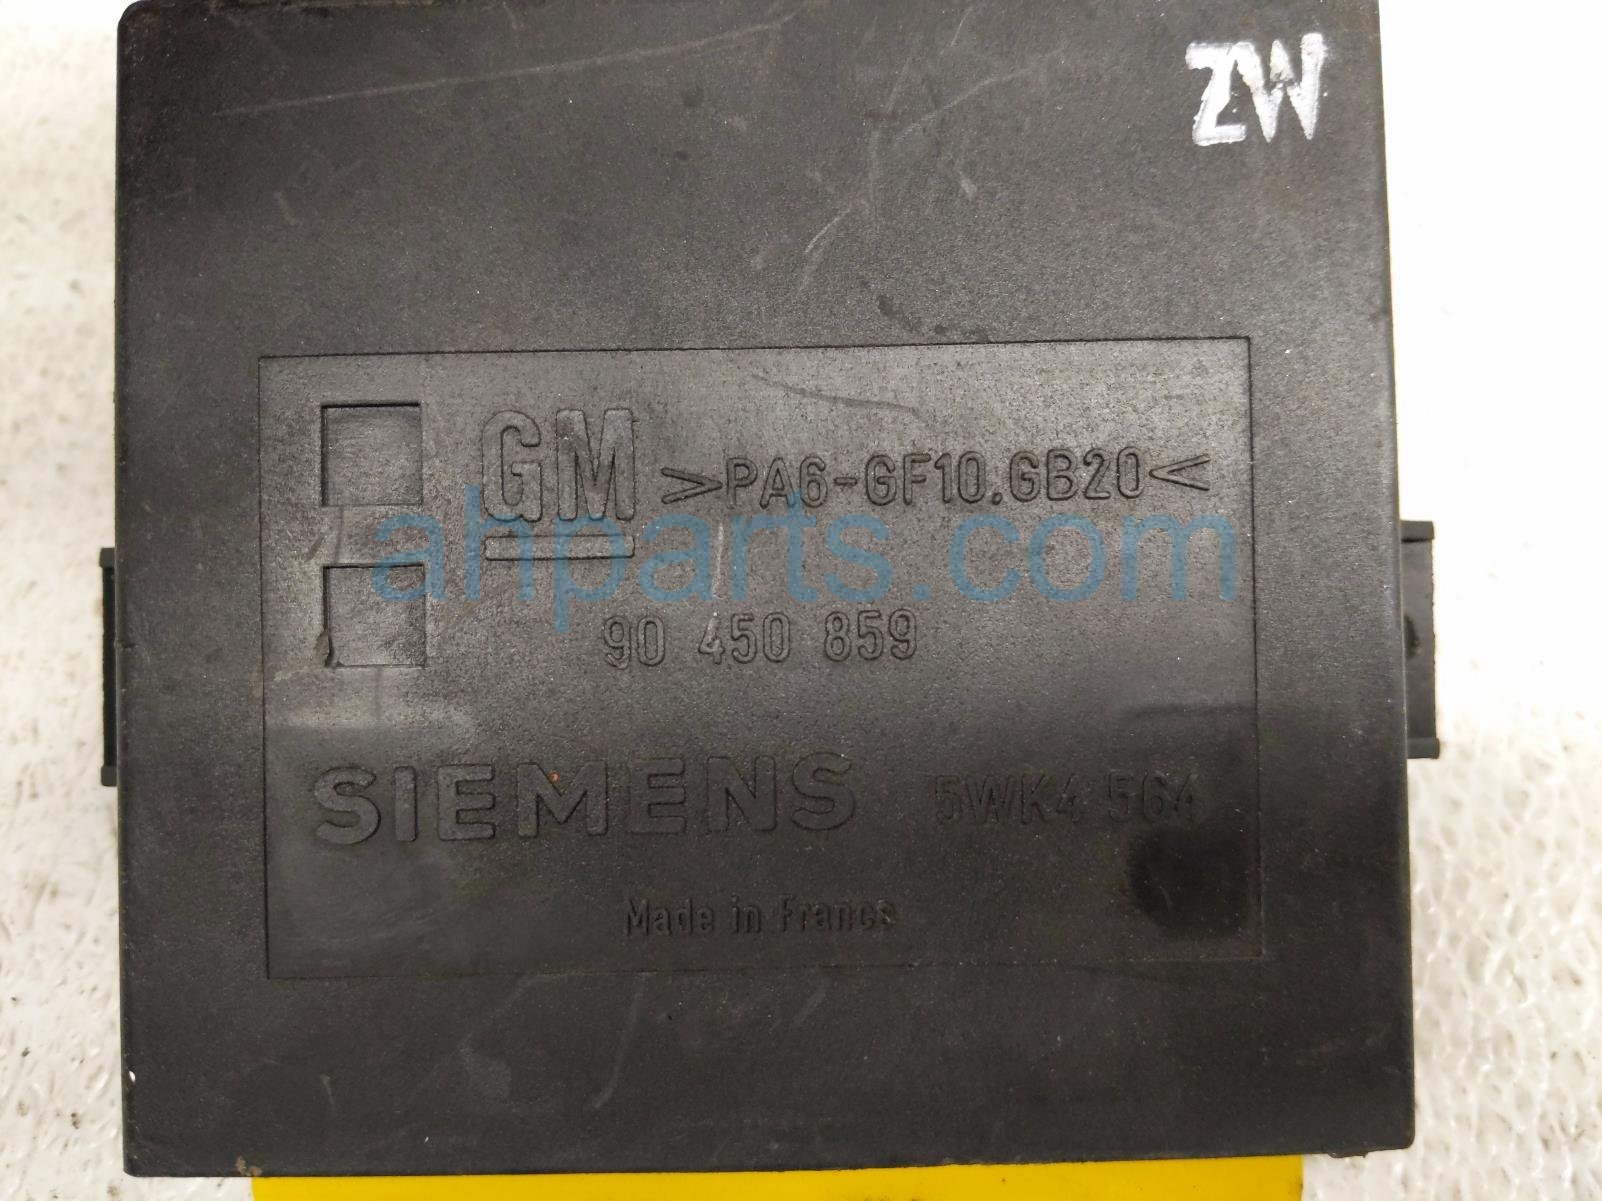 ZW
GM >PA6-GF10.GB20<
ahparts.com
90 450 859
SIEMENS 5WK4 564
Made in France